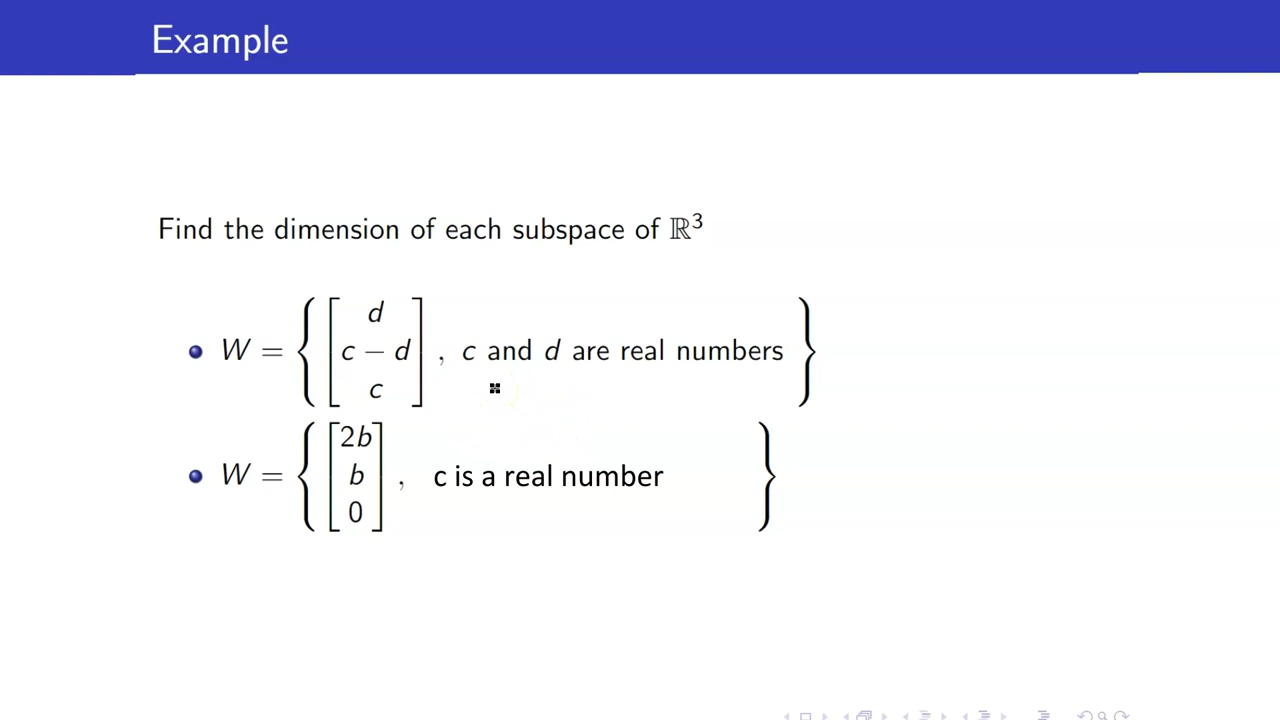 Example
Find the dimension of each subspace of ℝ³
• W = { [ d
c − d
c ] , c and d are real numbers }
• W = { [ 2b
b
0 ] , c is a real number }